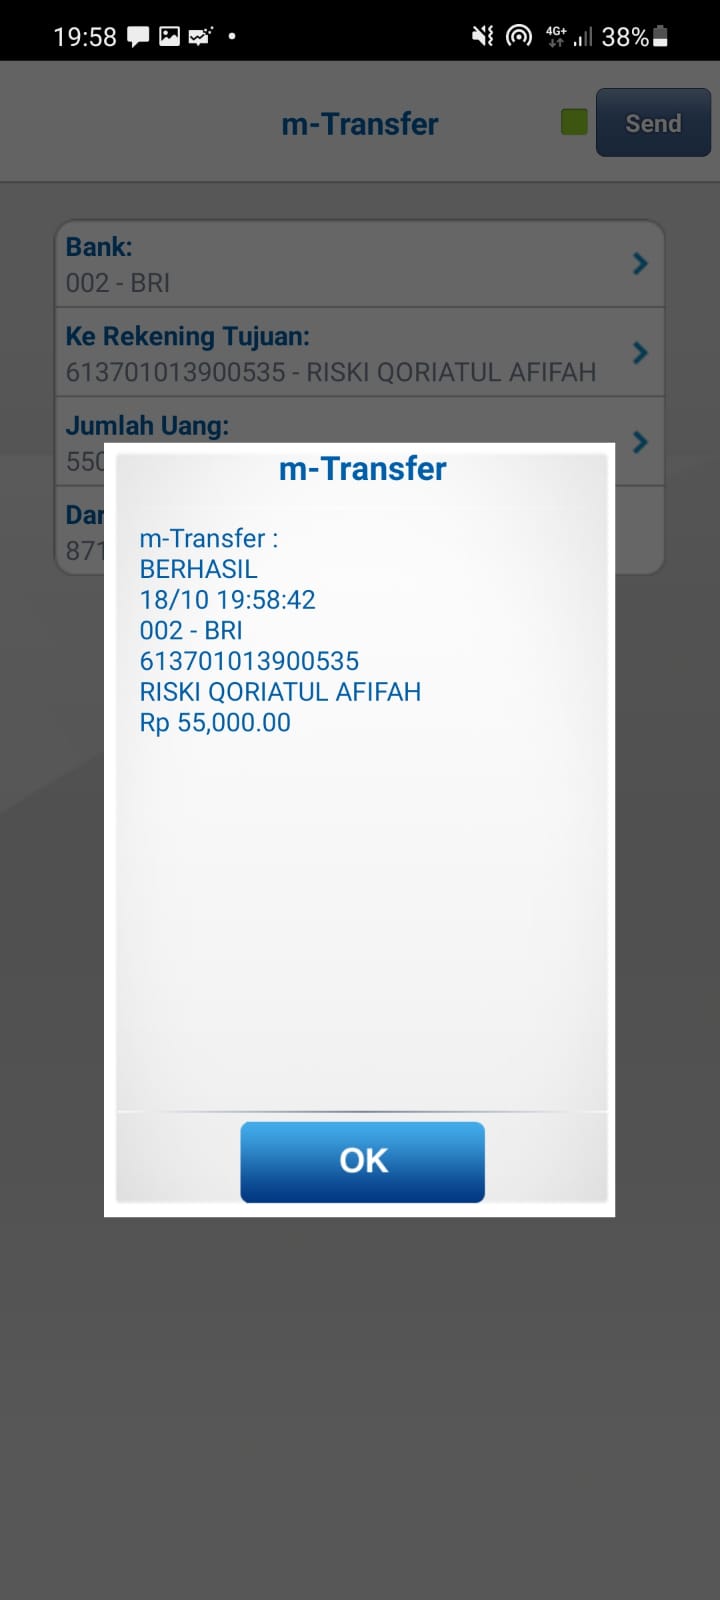 19:58
4G+ 38%
m-Transfer
Send
Bank:
002 - BRI
Ke Rekening Tujuan:
613701013900535 - RISKI QORIATUL AFIFAH
Jumlah Uang:
550
Dar
871
m-Transfer
m-Transfer :
BERHASIL
18/10 19:58:42
002 - BRI
613701013900535
RISKI QORIATUL AFIFAH
Rp 55,000.00
OK